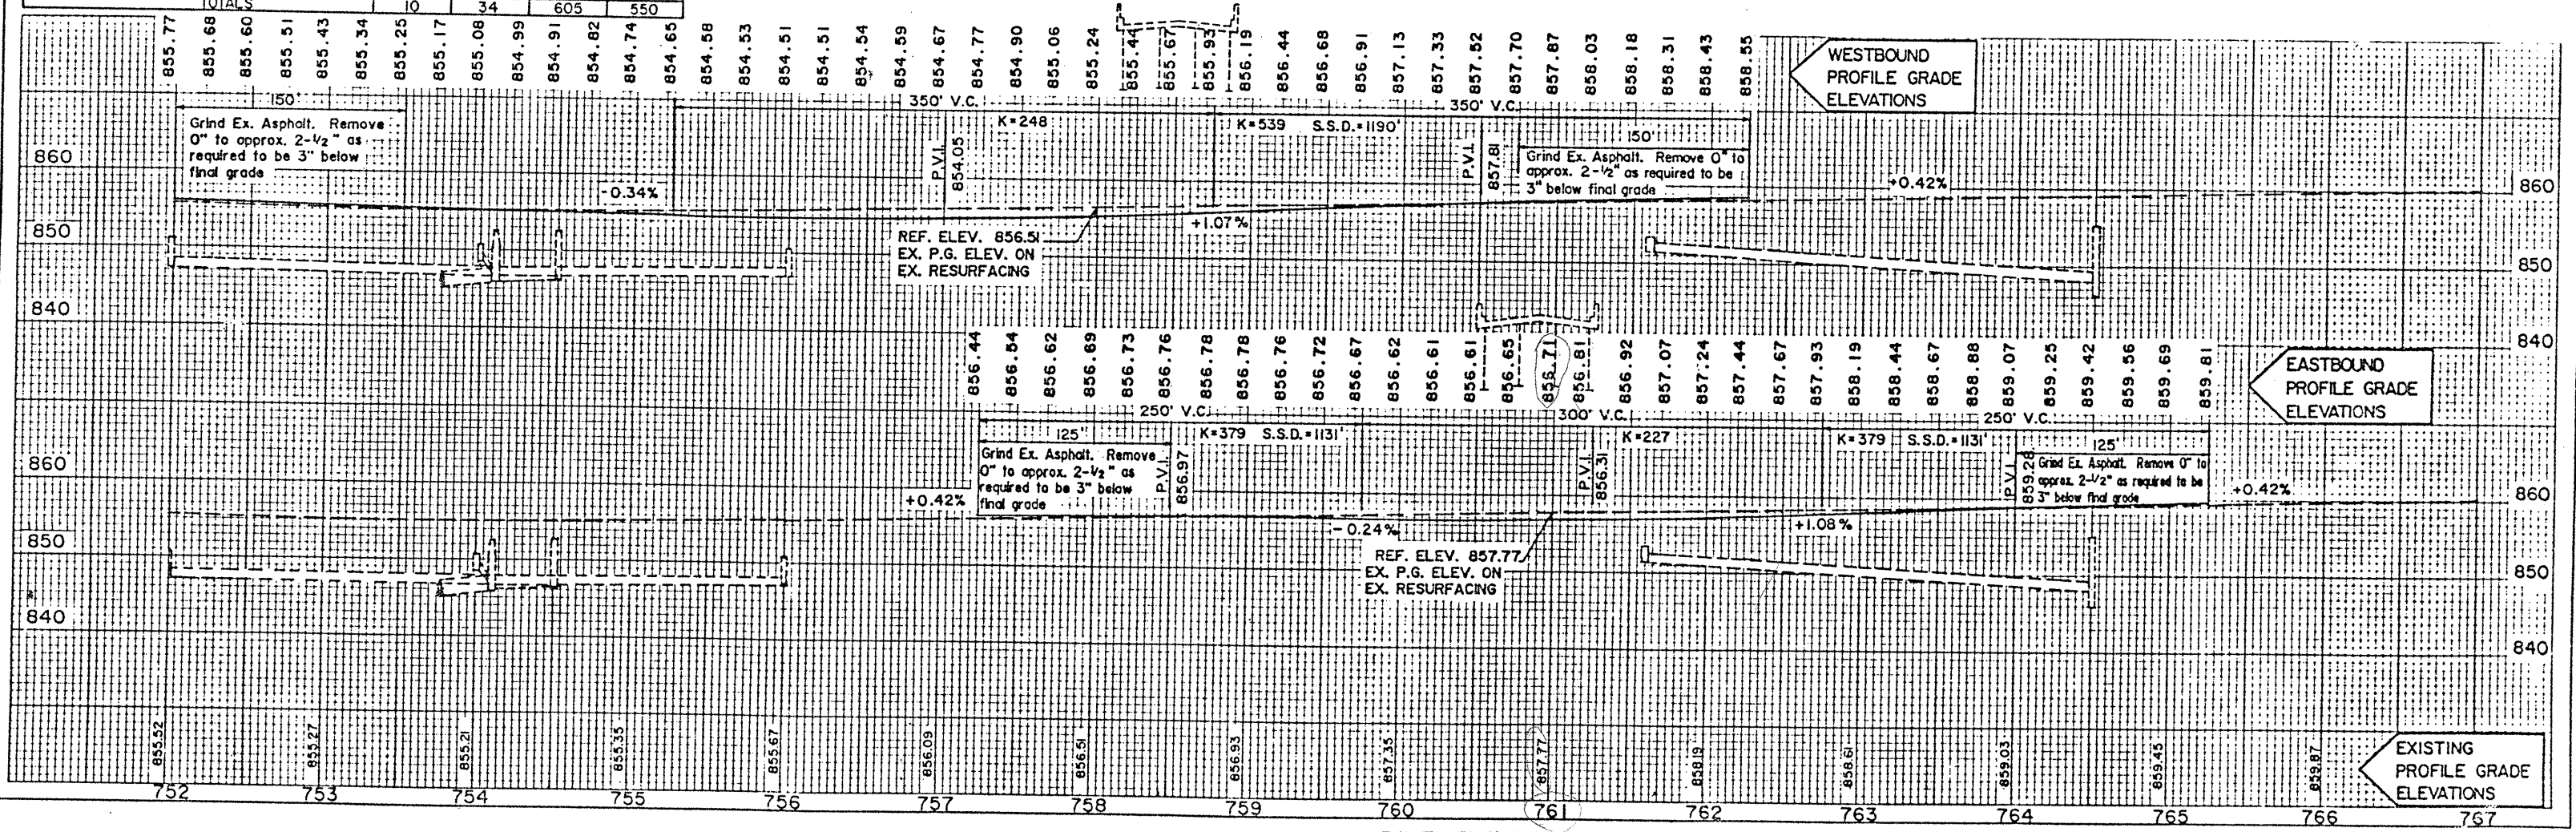 TOTALS 10 34 605 550
855.77 855.68 855.60 855.51 855.43 855.34 855.25 855.17 855.08 854.99 854.91 854.82 854.74 854.65 854.58 854.53 854.51 854.51 854.54 854.59 854.67 854.77 854.90 855.06 855.24 855.44 855.67 855.93 856.19 856.44 856.68 856.91 857.13 857.33 857.52 857.70 857.87 858.03 858.18 858.31 858.43 858.55
WESTBOUND
PROFILE GRADE
ELEVATIONS
150' 350' V.C. 350' V.C.
Grind Ex. Asphalt. Remove
0" to approx. 2-1/2" as
required to be 3" below
final grade
K=248 K=539 S.S.D.=1190'
P.V.I. 854.05
P.V.I. 857.81
150'
Grind Ex. Asphalt. Remove 0" to
approx. 2-1/2" as required to be
3" below final grade
860 -0.34% +0.42% 860
+1.07%
REF. ELEV. 856.51
EX. P.G. ELEV. ON
EX. RESURFACING
850 850
840 840
856.44 856.54 856.62 856.69 856.73 856.76 856.78 856.78 856.76 856.72 856.67 856.62 856.61 856.61 856.65 856.71 856.81 856.92 857.07 857.24 857.44 857.67 857.93 858.19 858.44 858.67 858.88 859.07 859.25 859.42 859.56 859.69 859.81
EASTBOUND
PROFILE GRADE
ELEVATIONS
250' V.C. 300' V.C. 250' V.C.
125' K=379 S.S.D.=1131' K=227 K=379 S.S.D.=1131' 125'
Grind Ex. Asphalt. Remove
0" to approx. 2-1/2" as
required to be 3" below
final grade
P.V.I. 856.97
P.V.I. 856.31
P.V.I. 859.28
Grind Ex. Asphalt. Remove 0" to
approx. 2-1/2" as required to be
3" below final grade
860 +0.42% +0.42% 860
-0.24% +1.08%
REF. ELEV. 857.77
EX. P.G. ELEV. ON
EX. RESURFACING
850 850
840 840
855.52 855.27 855.21 855.35 855.67 856.09 856.51 856.93 857.35 857.77 858.19 858.61 859.03 859.45 859.87
EXISTING
PROFILE GRADE
ELEVATIONS
752 753 754 755 756 757 758 759 760 761 762 763 764 765 766 767